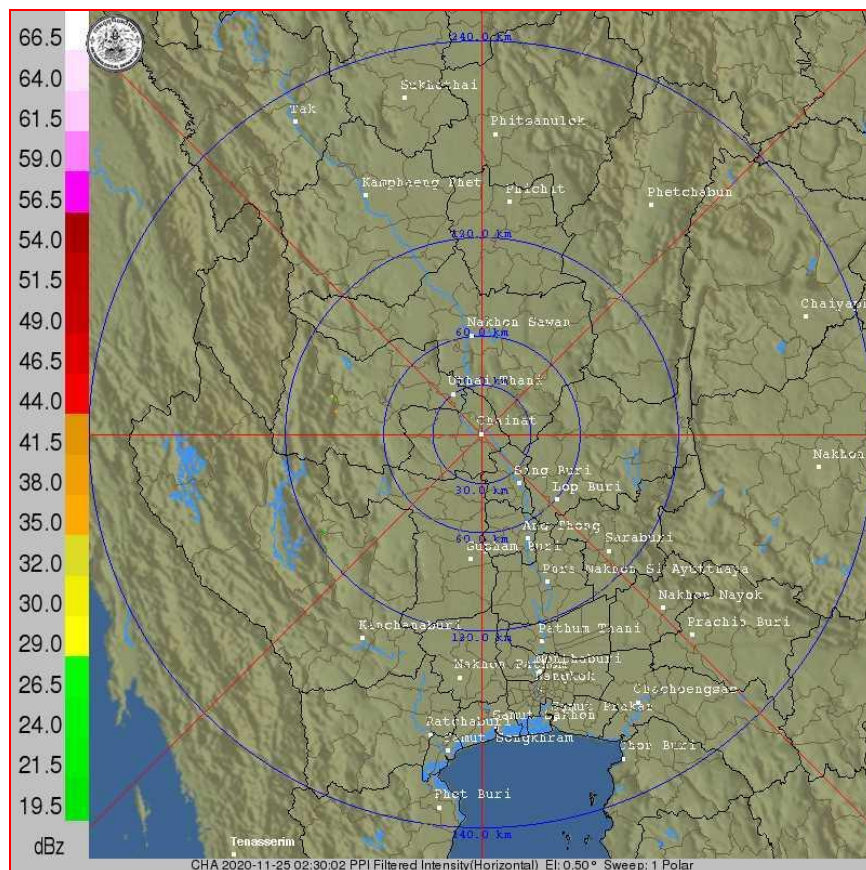 66.5
64.0
61.5
59.0
56.5
54.0
51.5
49.0
46.5
44.0
41.5
38.0
35.0
32.0
30.0
29.0
26.5
24.0
21.5
19.5
dBz
240.0 km
Sukhothai
Tak
Phitsanulok
Kamphaeng Phet
Phichit
Phetchabun
120.0 km
Chaiyaph
Nakhon Sawan
60.0 km
Uthai Thani
Chainat
Nakhon
Sing Buri
30.0 km
Lop Buri
Ang Thong
60.0 km
Suphan Buri
Saraburi
Pora Nakhon Si Ayutthaya
Nakhon Nayok
Kanchanaburi
120.0 km
Pathum Thani
Prachin Buri
Nakhon Pathom
Nonthaburi
Bangkok
Chachoengsao
Samut Prakan
Samut Sakhon
Ratchaburi
Samut Songkhram
Chon Buri
Phet Buri
240.0 km
Tenasserim
CHA 2020-11-25 02:30:02 PPI Filtered Intensity(Horizontal) El: 0.50° Sweep: 1 Polar